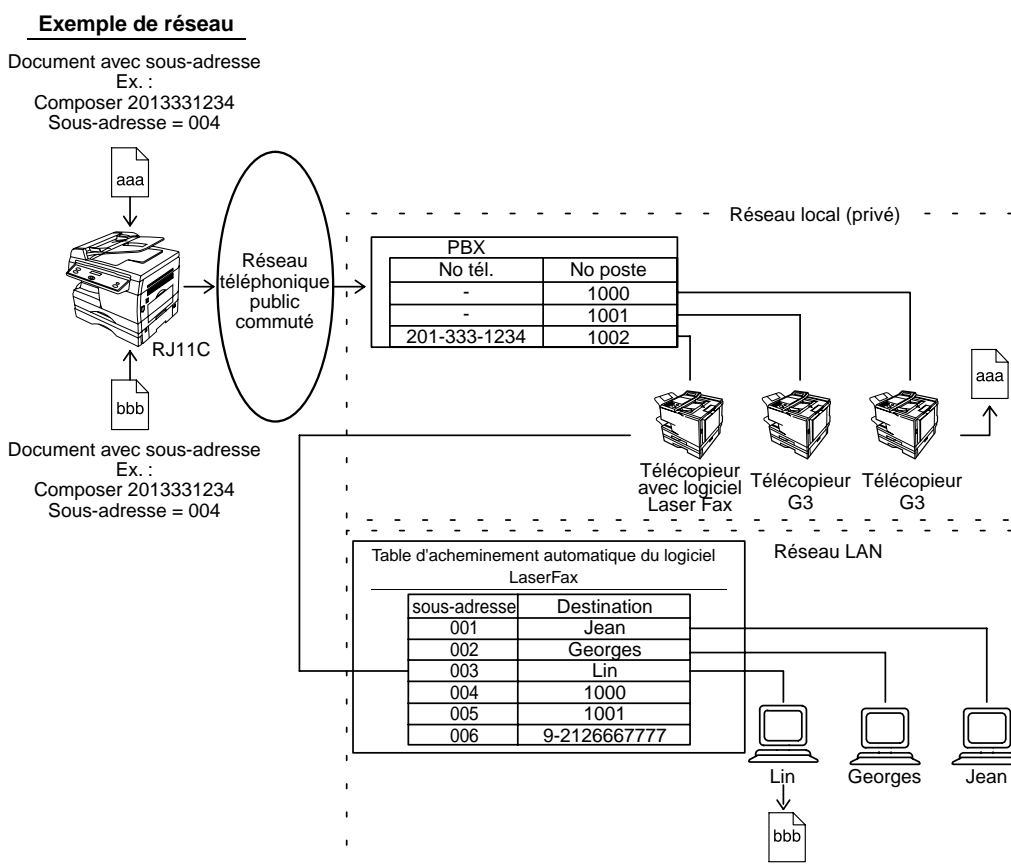 Exemple de réseau
Document avec sous-adresse
Ex. :
Composer 2013331234
Sous-adresse = 004
aaa
RJ11C
bbb
Document avec sous-adresse
Ex. :
Composer 2013331234
Sous-adresse = 004
Réseau
téléphonique
public
commuté
Réseau local (privé)
PBX
No tél. No poste
- 1000
- 1001
201-333-1234 1002
aaa
Télécopieur
avec logiciel
Laser Fax
Télécopieur
G3
Télécopieur
G3
Réseau LAN
Table d'acheminement automatique du logiciel
LaserFax
sous-adresse Destination
001 Jean
002 Georges
003 Lin
004 1000
005 1001
006 9-2126667777
Lin
Georges
Jean
bbb